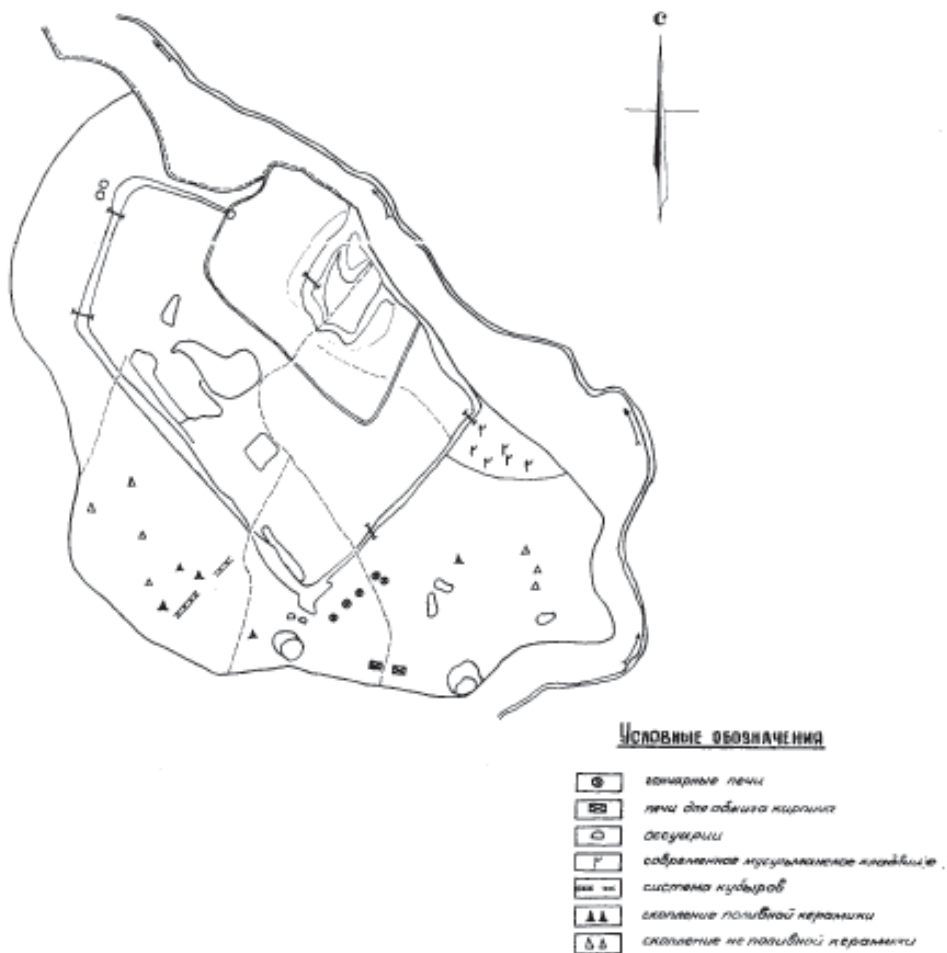 С
Условные обозначения
гончарные печи
печи для обжига кирпича
оссуарии
современное мусульманское кладбище.
система кубыров
скопление поливной керамики
скопление не поливной керамики